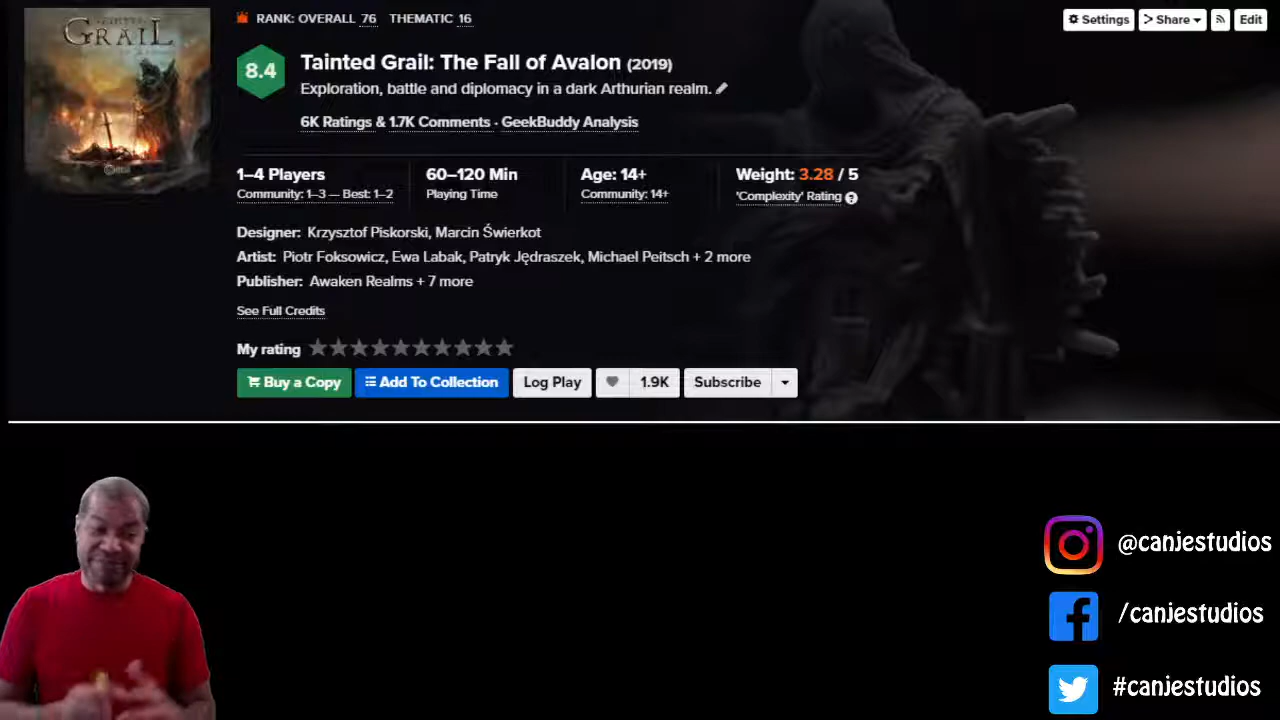 TAINTED
GRAIL
RANK: OVERALL 76 THEMATIC 16
Settings
Share
Edit
8.4
Tainted Grail: The Fall of Avalon (2019)
Exploration, battle and diplomacy in a dark Arthurian realm.
6K Ratings & 1.7K Comments · GeekBuddy Analysis
1–4 Players
Community: 1–3 — Best: 1–2
60–120 Min
Playing Time
Age: 14+
Community: 14+
Weight: 3.28 / 5
'Complexity' Rating ?
Designer: Krzysztof Piskorski, Marcin Świerkot
Artist: Piotr Foksowicz, Ewa Labak, Patryk Jędraszek, Michael Peitsch + 2 more
Publisher: Awaken Realms + 7 more
See Full Credits
My rating
Buy a Copy
Add To Collection
Log Play
1.9K
Subscribe
@canjestudios
/canjestudios
#canjestudios